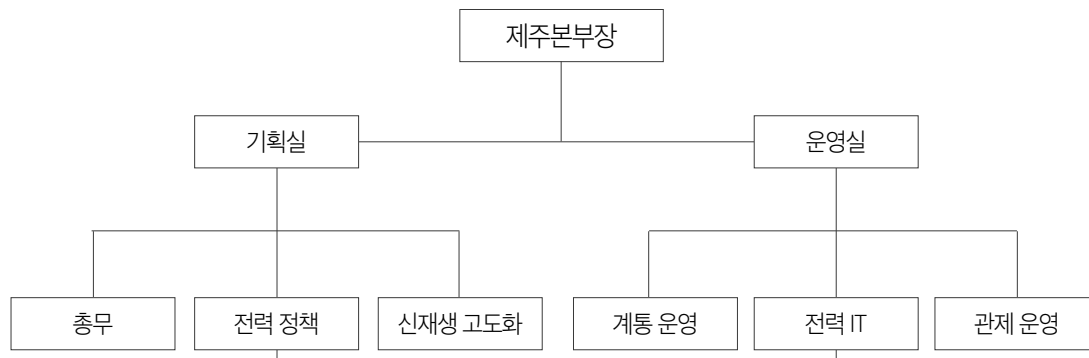 제주본부장
기획실
운영실
총무
전력 정책
신재생 고도화
계통 운영
전력 IT
관제 운영